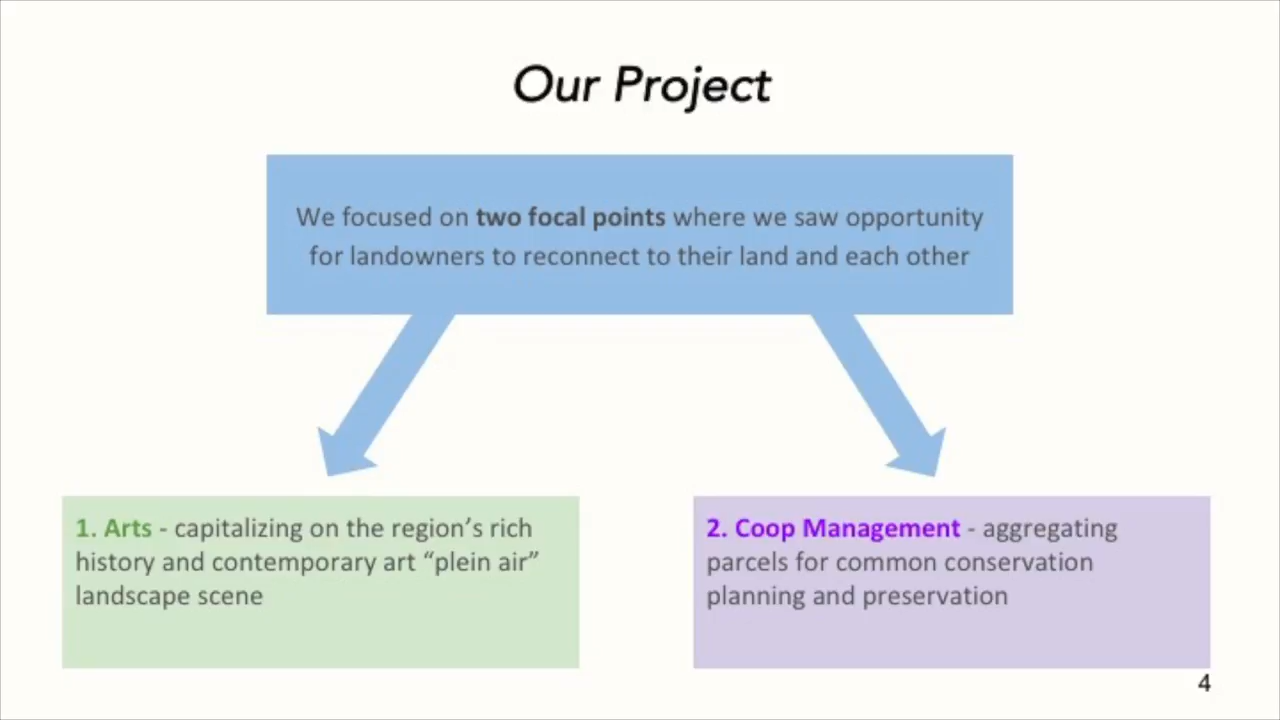 Our Project
We focused on two focal points where we saw opportunity
for landowners to reconnect to their land and each other
1. Arts - capitalizing on the region’s rich
history and contemporary art “plein air”
landscape scene
2. Coop Management - aggregating
parcels for common conservation
planning and preservation
4